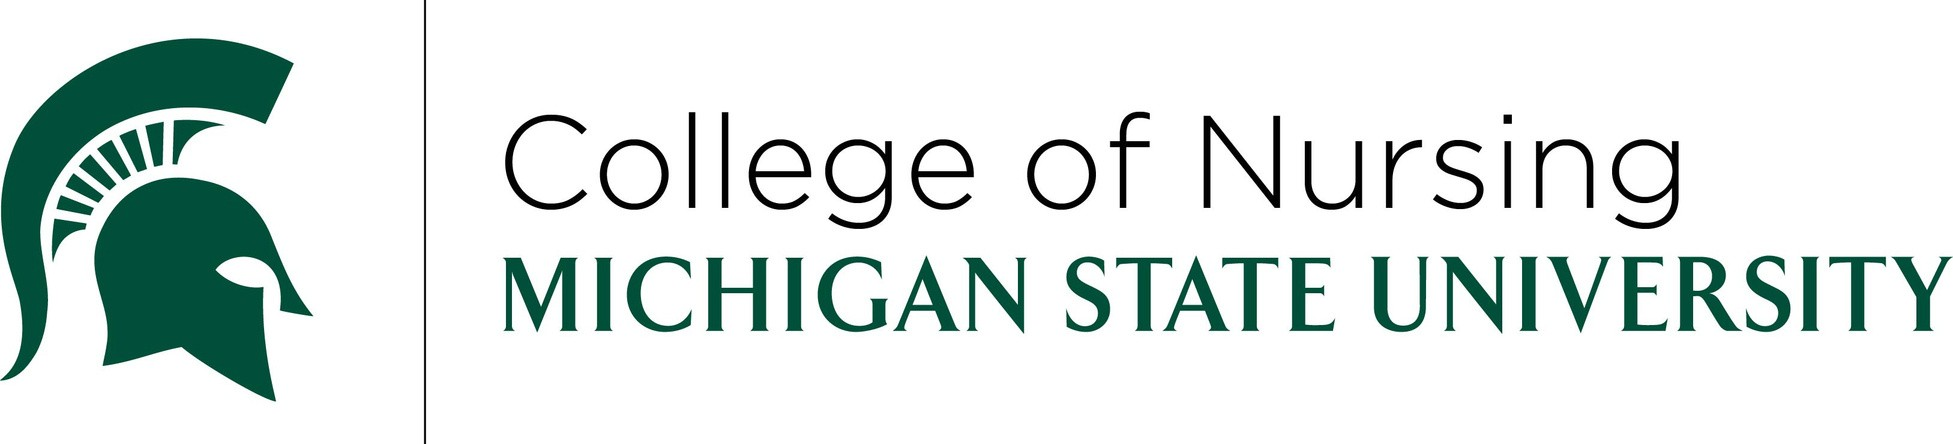 College of Nursing
MICHIGAN STATE UNIVERSITY